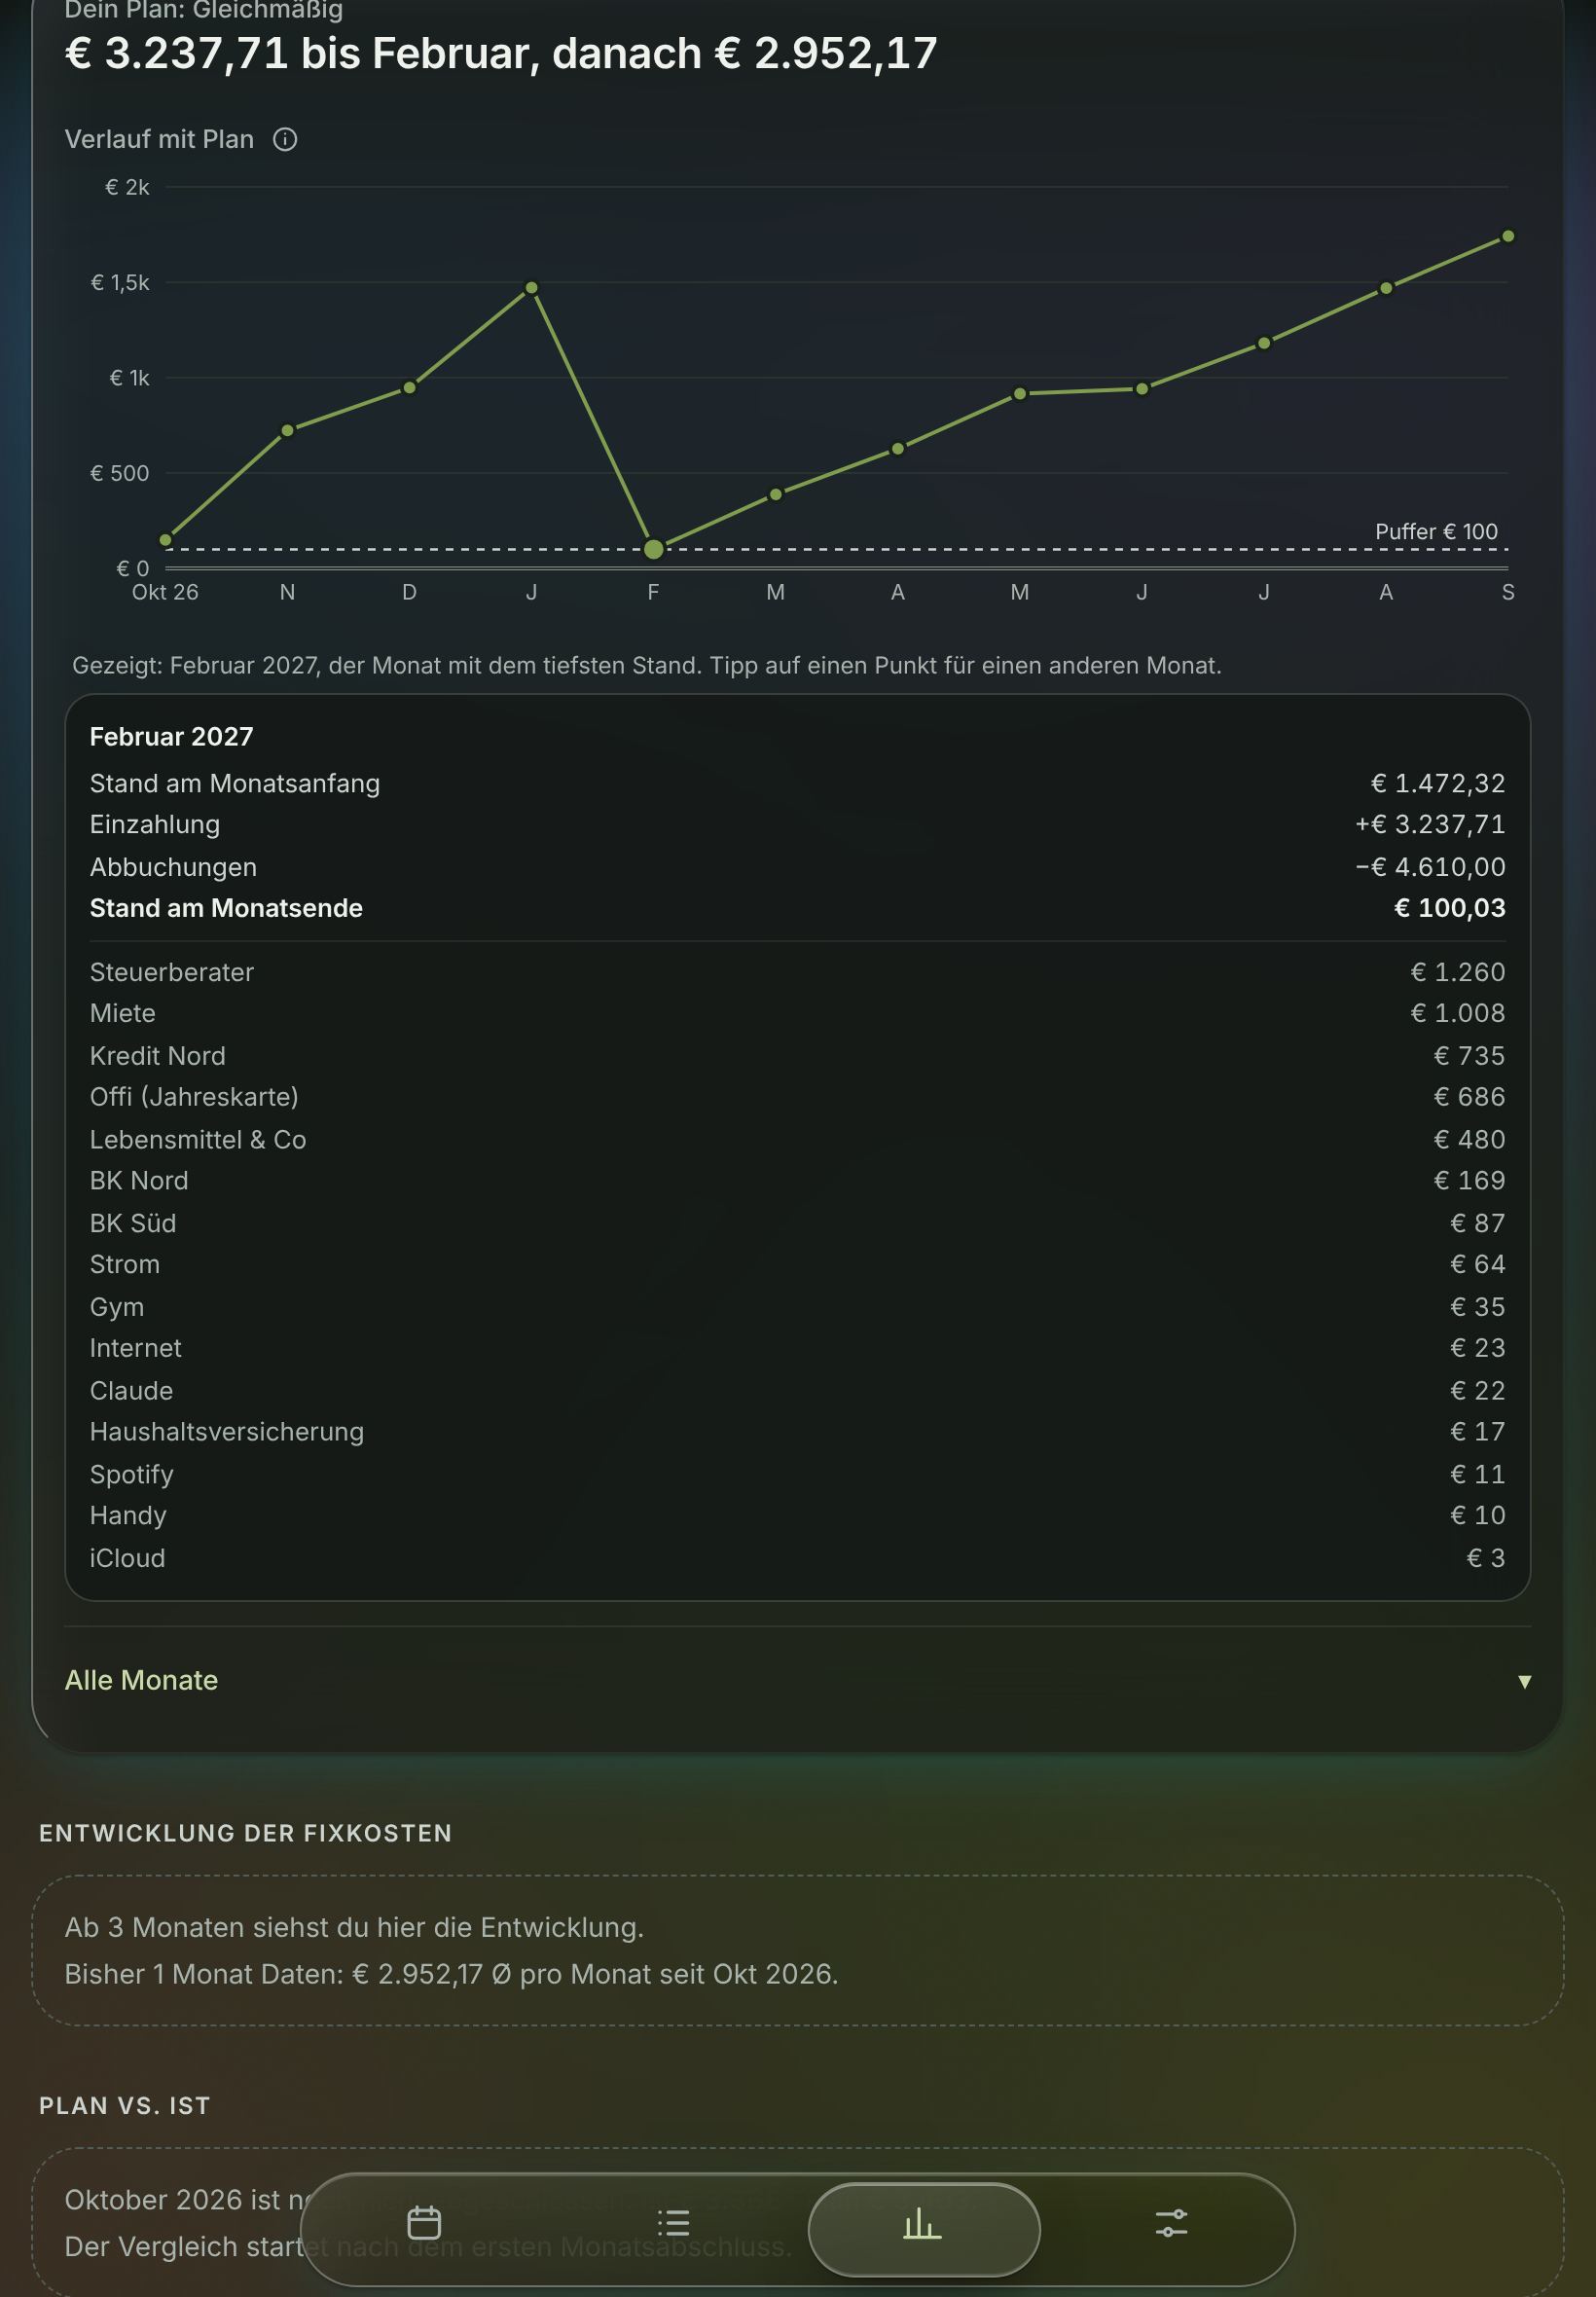 Dein Plan: Gleichmäßig
€ 3.237,71 bis Februar, danach € 2.952,17
Verlauf mit Plan
€ 2k
€ 1,5k
€ 1k
€ 500
Puffer € 100
€ 0
Okt 26 N D J F M A M J J A S
Gezeigt: Februar 2027, der Monat mit dem tiefsten Stand. Tipp auf einen Punkt für einen anderen Monat.
Februar 2027
Stand am Monatsanfang € 1.472,32
Einzahlung +€ 3.237,71
Abbuchungen −€ 4.610,00
Stand am Monatsende € 100,03
Steuerberater € 1.260
Miete € 1.008
Kredit Nord € 735
Offi (Jahreskarte) € 686
Lebensmittel & Co € 480
BK Nord € 169
BK Süd € 87
Strom € 64
Gym € 35
Internet € 23
Claude € 22
Haushaltsversicherung € 17
Spotify € 11
Handy € 10
iCloud € 3
Alle Monate
ENTWICKLUNG DER FIXKOSTEN
Ab 3 Monaten siehst du hier die Entwicklung.
Bisher 1 Monat Daten: € 2.952,17 Ø pro Monat seit Okt 2026.
PLAN VS. IST
Oktober 2026 ist
Der Vergleich startet nach dem ersten Monatsabschluss.